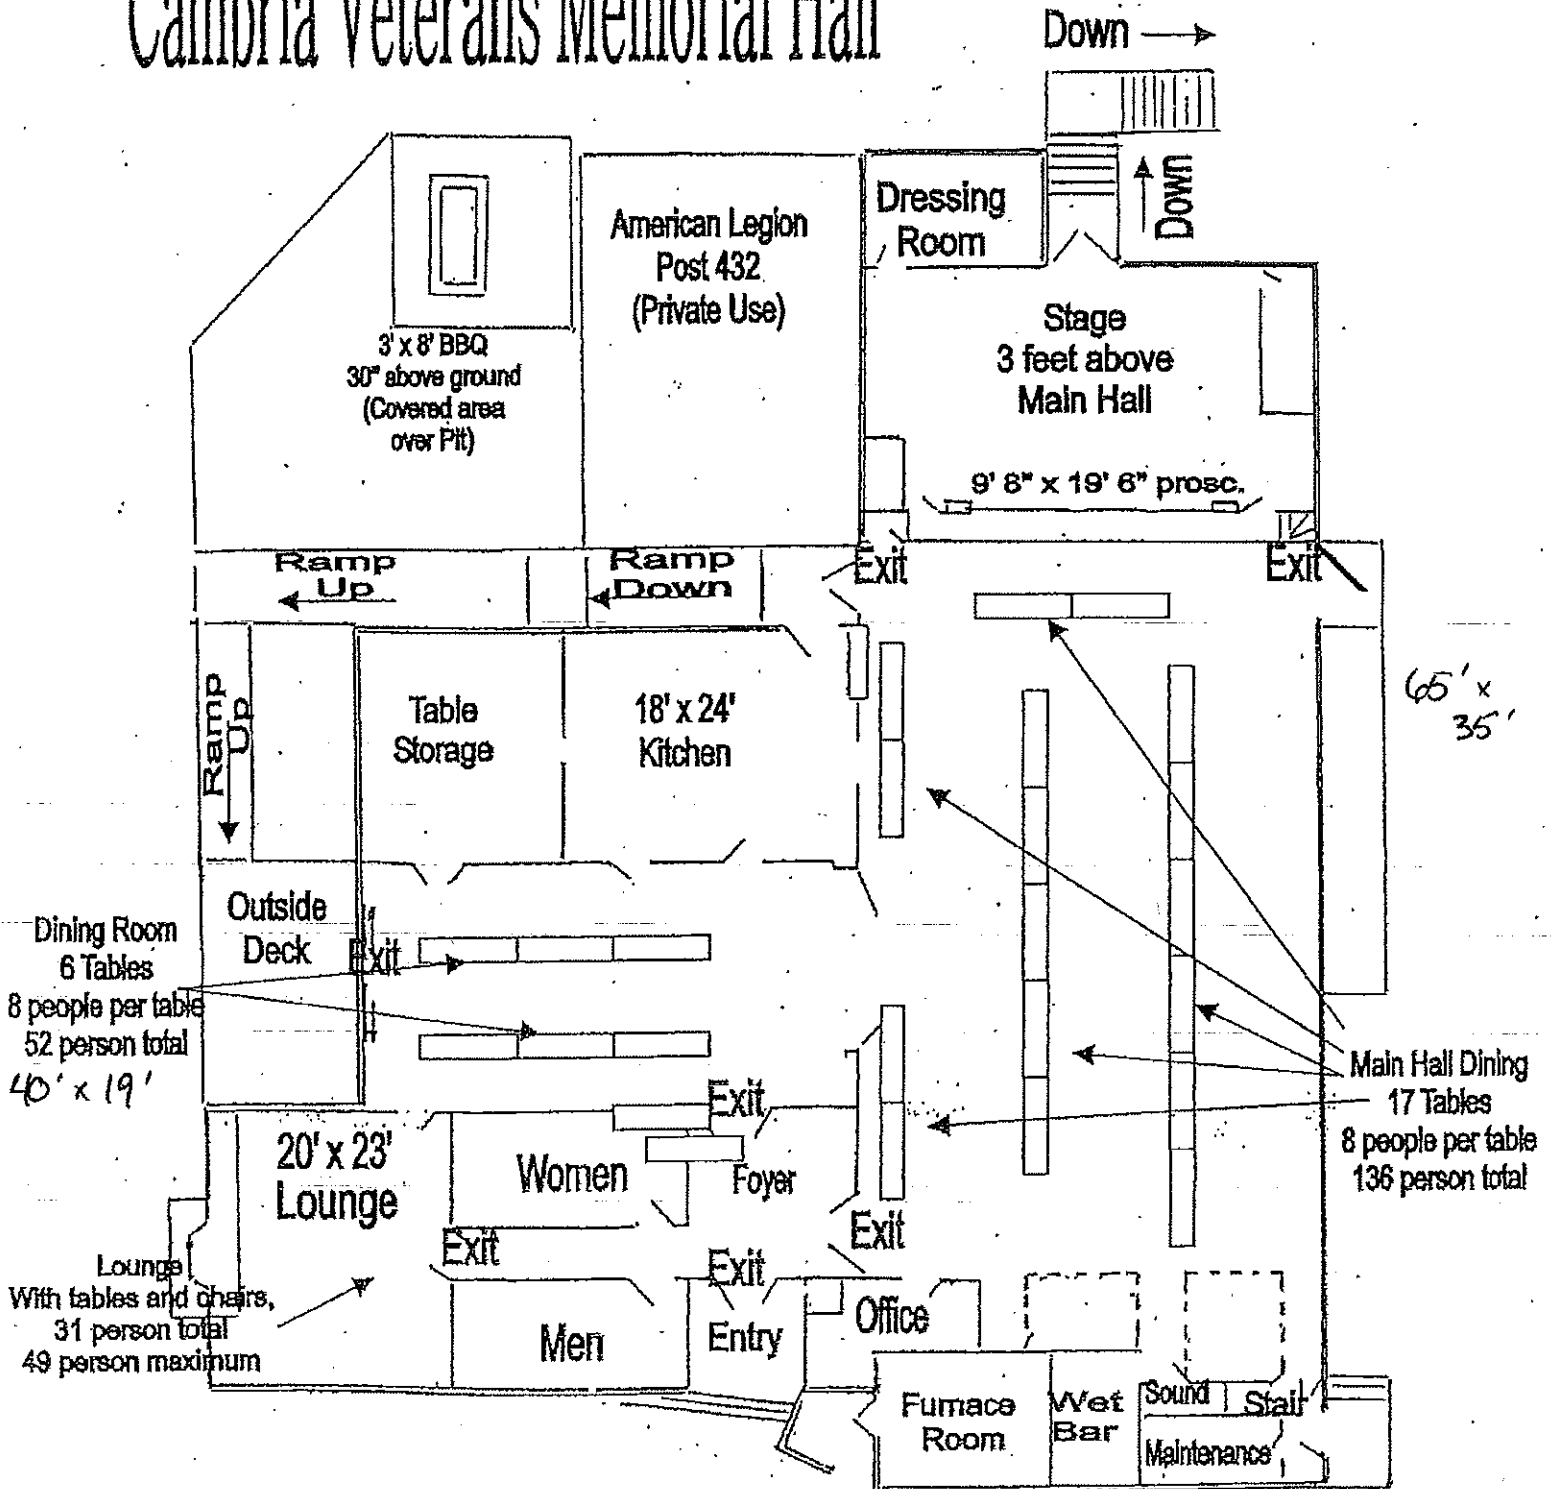 Cambria Veterans Memorial Hall
Down
Down
Dressing
Room
American Legion
Post 432
(Private Use)
Stage
3 feet above
Main Hall
3' x 8' BBQ
30" above ground
(Covered area
over Pit)
9' 8" x 19' 6" prosc.
Ramp
Up
Ramp
Down
Exit
Exit
Ramp
Up
Table
Storage
18' x 24'
Kitchen
65' x
35'
Outside
Deck
Exit
Dining Room
6 Tables
8 people per table
52 person total
40' x 19'
Main Hall Dining
17 Tables
8 people per table
136 person total
20' x 23'
Lounge
Women
Exit
Foyer
Exit
Exit
Exit
Lounge
With tables and chairs,
31 person total
49 person maximum
Men
Entry
Office
Furnace
Room
Wet
Bar
Sound
Stair
Maintenance